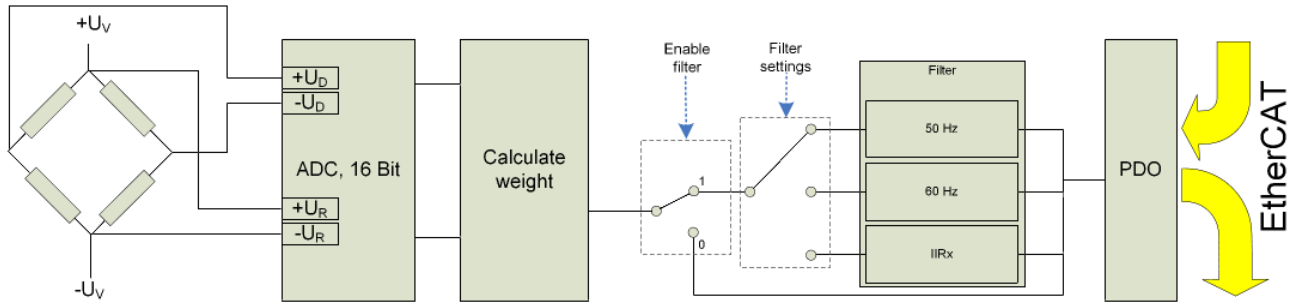 +UV
-UV
+UD
-UD
ADC, 16 Bit
+UR
-UR
Calculate
weight
Enable
filter
1
0
Filter
settings
Filter
50 Hz
60 Hz
IIRx
PDO
EtherCAT